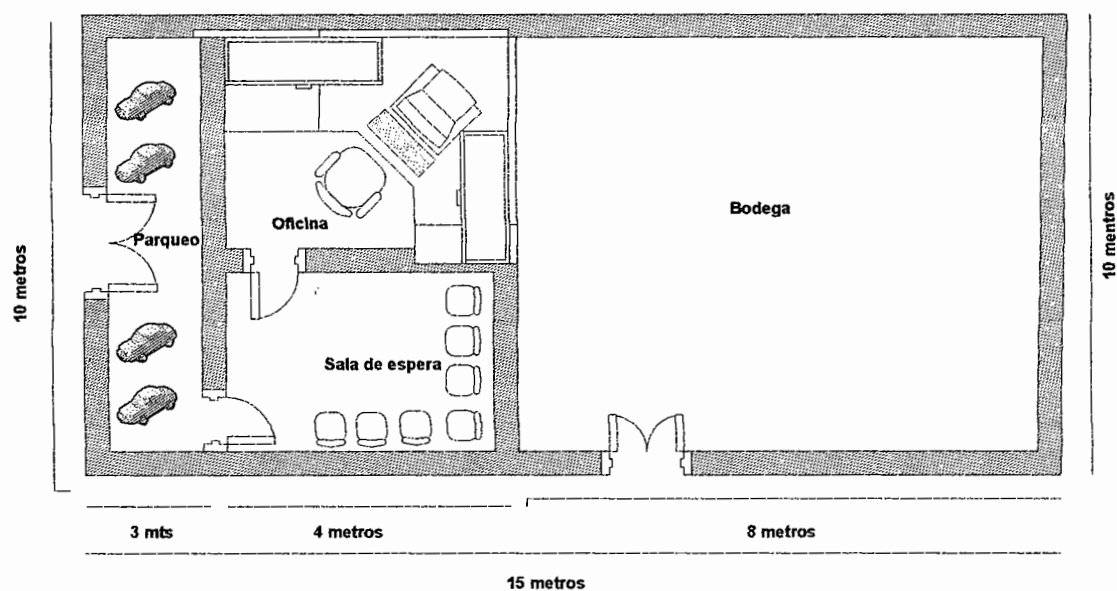 Bodega
Oficina
Parqueo
Sala de espera
10 metros
10 mentros
3 mts
4 metros
8 metros
15 metros